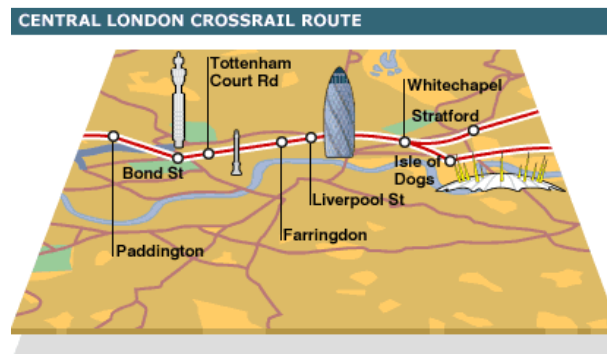 CENTRAL LONDON CROSSRAIL ROUTE
Tottenham
Court Rd
Whitechapel
Stratford
Bond St
Isle of
Dogs
Liverpool St
Farringdon
Paddington